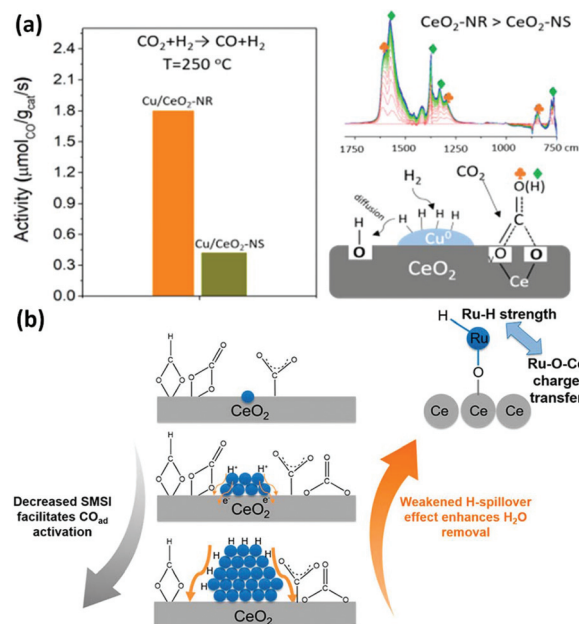 (a)
CO2+H2→ CO+H2
T=250 °C
Activity (μmolCO/gcat/s)
2.4
2.1
1.8
1.5
1.2
0.9
0.6
0.3
0.0
Cu/CeO2-NR
Cu/CeO2-NS
CeO2-NR > CeO2-NS
1750 1500 1250 1000 750 cm
H2
CO2
O(H)
C
diffusion
H H H H H
Cu0
O O O
Ce
CeO2
(b)
H
O
CeO2
H+ H+
e- e-
CeO2
H H H
H H
H H
CeO2
Decreased SMSI
facilitates COad
activation
Weakened H-spillover
effect enhances H2O
removal
H Ru-H strength
Ru
Ru-O-Ce
charge
transfer
O
Ce Ce Ce